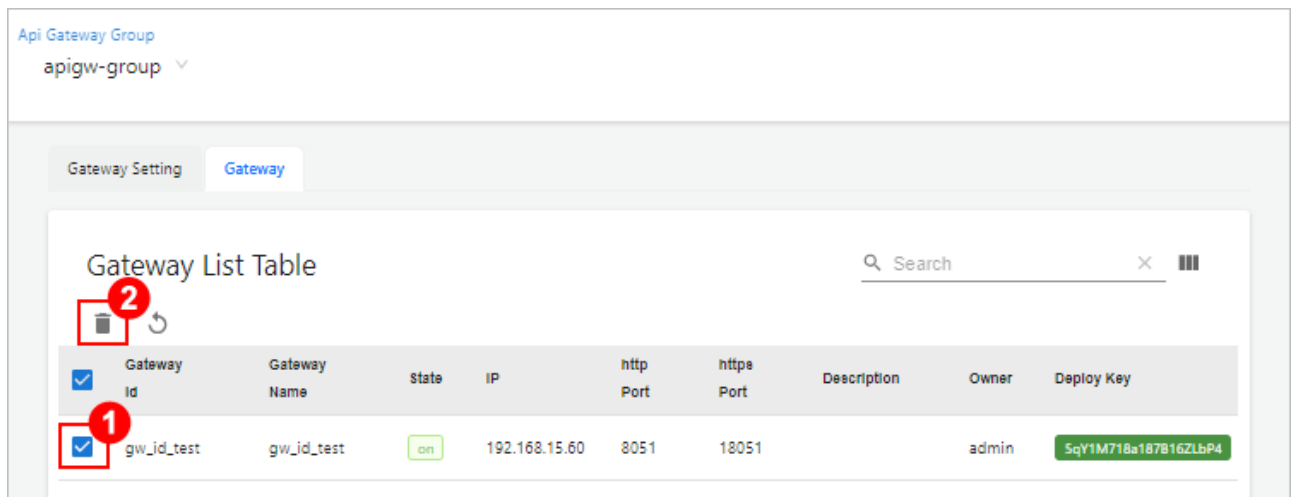 Api Gateway Group
apigw-group
Gateway Setting Gateway
Gateway List Table Search
2
Gateway Id Gateway Name State IP http Port https Port Description Owner Deploy Key
1
gw_id_test gw_id_test on 192.168.15.60 8051 18051 admin SqY1M718a187B16ZLbP4